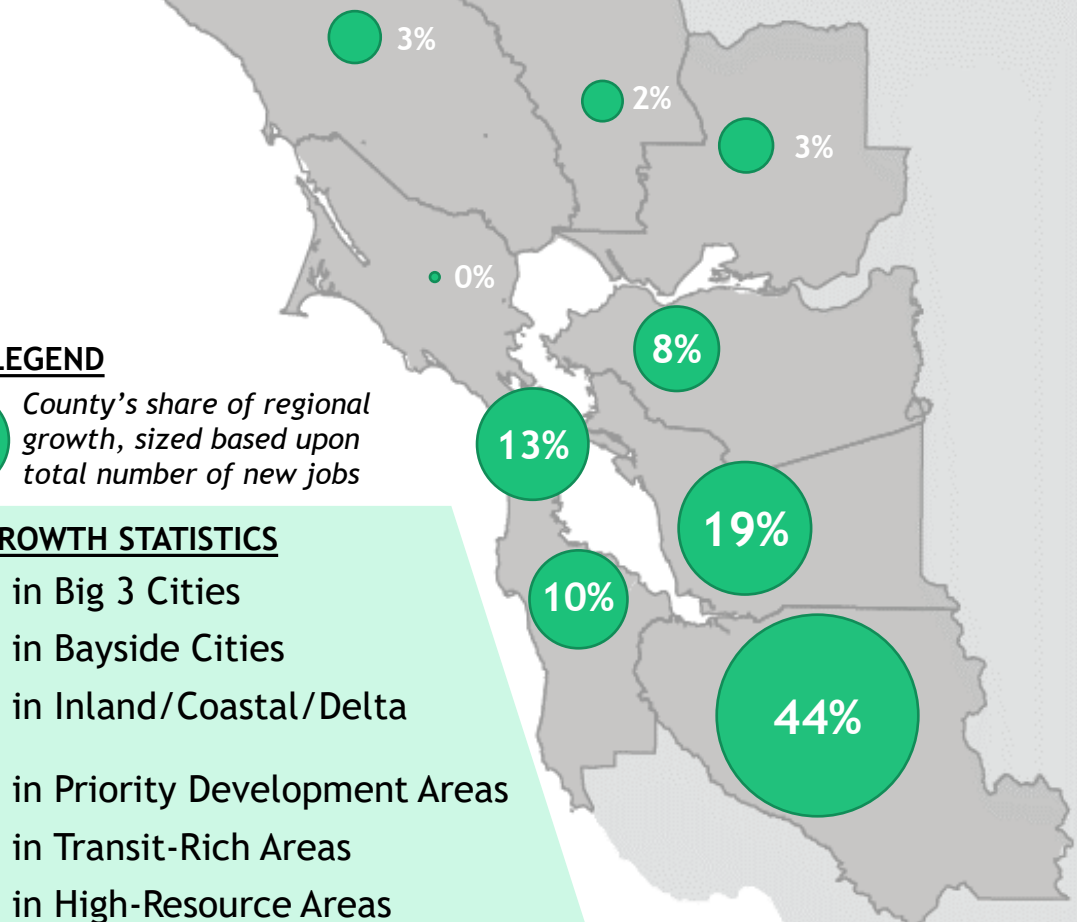 3%
2%
3%
0%
8%
LEGEND
County's share of regional
growth, sized based upon
total number of new jobs
13%
19%
ROWTH STATISTICS
in Big 3 Cities
10%
in Bayside Cities
in Inland/Coastal/Delta
44%
in Priority Development Areas
in Transit-Rich Areas
in High-Resource Areas